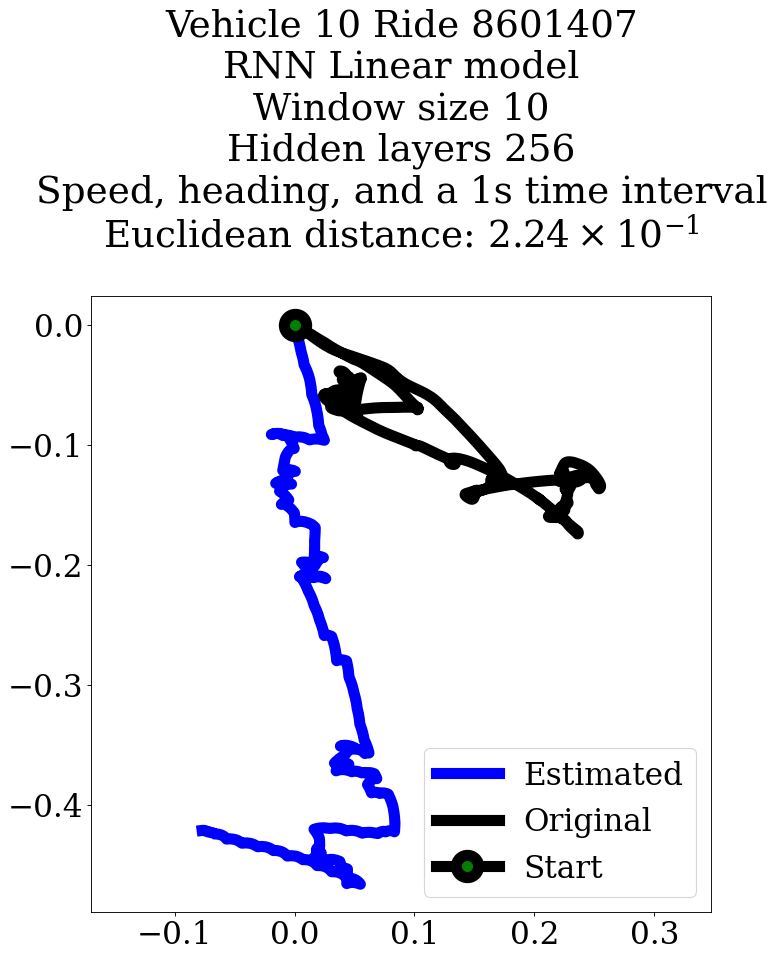 Vehicle 10 Ride 8601407
RNN Linear model
Window size 10
Hidden layers 256
Speed, heading, and a 1s time interval
Euclidean distance: 2.24 × 10⁻¹
0.0
−0.1
−0.2
−0.3
−0.4
Estimated
Original
Start
−0.1 0.0 0.1 0.2 0.3